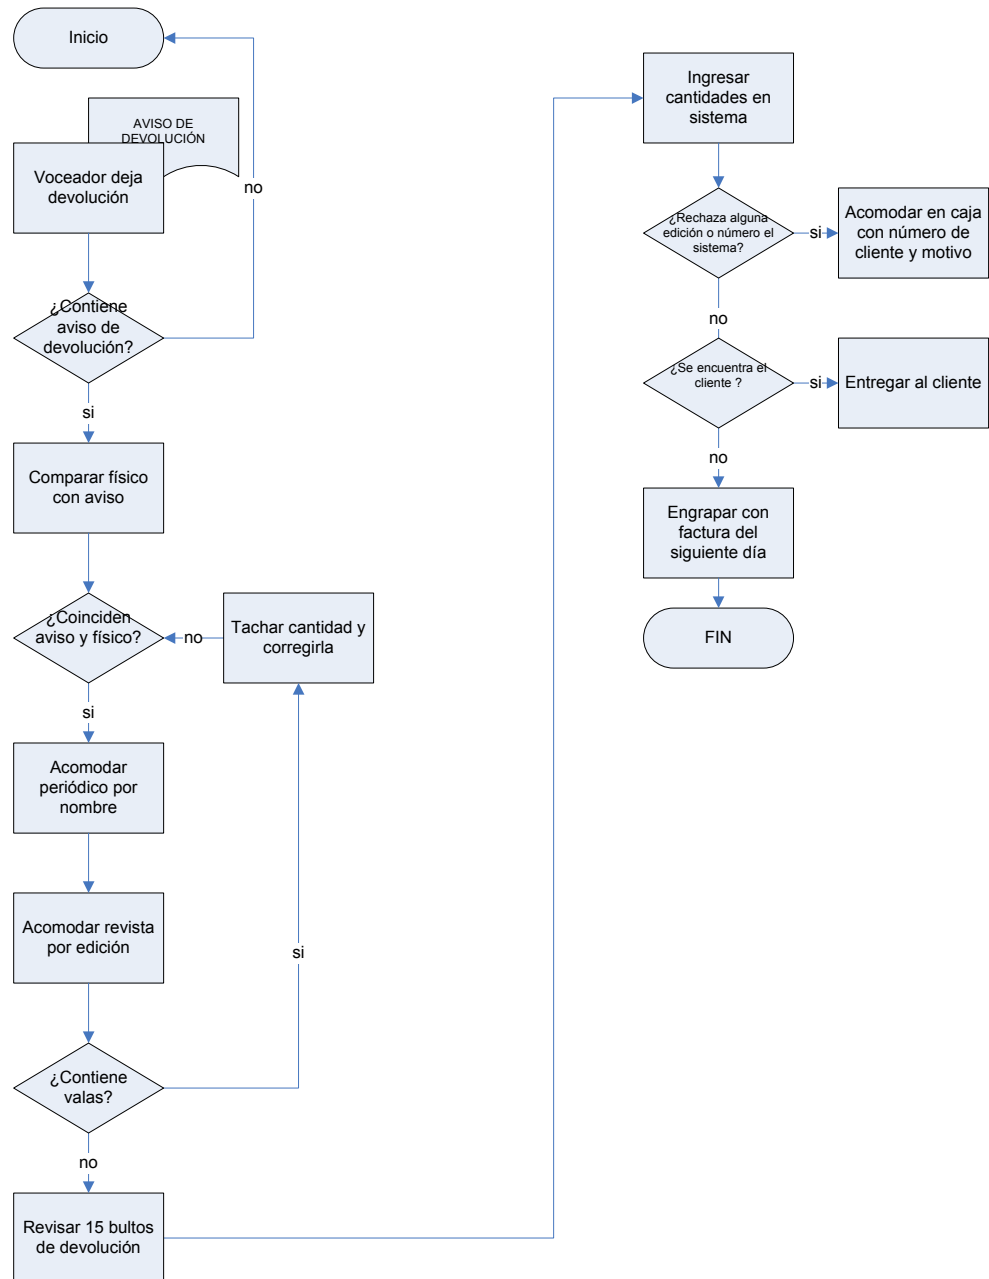 Inicio
AVISO DE
DEVOLUCIÓN
Voceador deja
devolución
no
¿Contiene
aviso de
devolución?
si
Comparar físico
con aviso
¿Coinciden
aviso y físico?
no
Tachar cantidad y
corregirla
si
Acomodar
periódico por
nombre
Acomodar revista
por edición
si
¿Contiene
valas?
no
Revisar 15 bultos
de devolución
Ingresar
cantidades en
sistema
¿Rechaza alguna
edición o número el
sistema?
si
Acomodar en caja
con número de
cliente y motivo
no
¿Se encuentra el
cliente ?
si
Entregar al cliente
no
Engrapar con
factura del
siguiente día
FIN